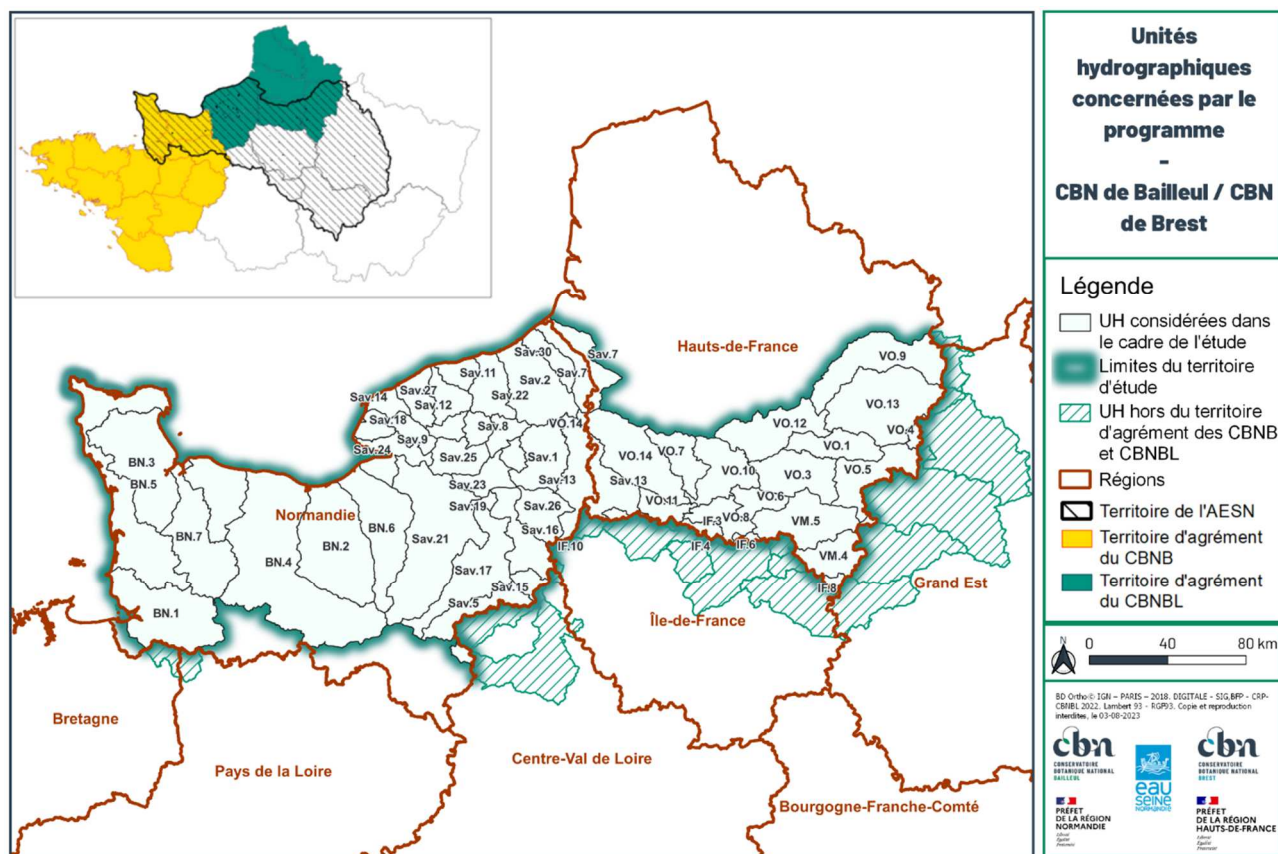 Unités
hydrographiques
concernées par le
programme
-
CBN de Bailleul / CBN
de Brest
Légende
UH considérées dans
le cadre de l'étude
Limites du territoire
d'étude
UH hors du territoire
d'agrément des CBNB
et CBNBL
Régions
Territoire de l'AESN
Territoire d'agrément
du CBNB
Territoire d'agrément
du CBNBL
N
0 40 80 km
BD Ortho© IGN – PARIS – 2018. DIGITALE - SIG,BFP - CRP-
CBNBL 2022. Lambert 93 - RGF93. Copie et reproduction
interdites, le 03-08-2023
cbn
CONSERVATOIRE
BOTANIQUE NATIONAL
BAILLEUL
eau
seine
NORMANDIE
cbn
CONSERVATOIRE
BOTANIQUE NATIONAL
BREST
PRÉFET
DE LA RÉGION
NORMANDIE
Liberté
Égalité
Fraternité
PRÉFET
DE LA RÉGION
HAUTS-DE-FRANCE
Liberté
Égalité
Fraternité
Hauts-de-France
Normandie
Île-de-France
Grand Est
Bretagne
Pays de la Loire
Centre-Val de Loire
Bourgogne-Franche-Comté
Sav.30
Sav.7
Sav.11
Sav.2
Sav.7
Sav.27
Sav.14
Sav.12
Sav.22
Sav.18
Sav.8
VO.14
Sav.9
Sav.24
Sav.25
Sav.1
Sav.23
Sav.13
Sav.19
Sav.26
Sav.21
Sav.16
Sav.17
Sav.15
Sav.5
BN.3
BN.5
BN.7
BN.4
BN.2
BN.6
BN.1
VO.9
VO.13
VO.4
VO.12
VO.1
VO.14
VO.7
VO.10
VO.3
VO.5
Sav.13
VO.11
VO.6
IF.3
VO.8
VM.5
IF.10
IF.4
IF.6
VM.4
IF.8